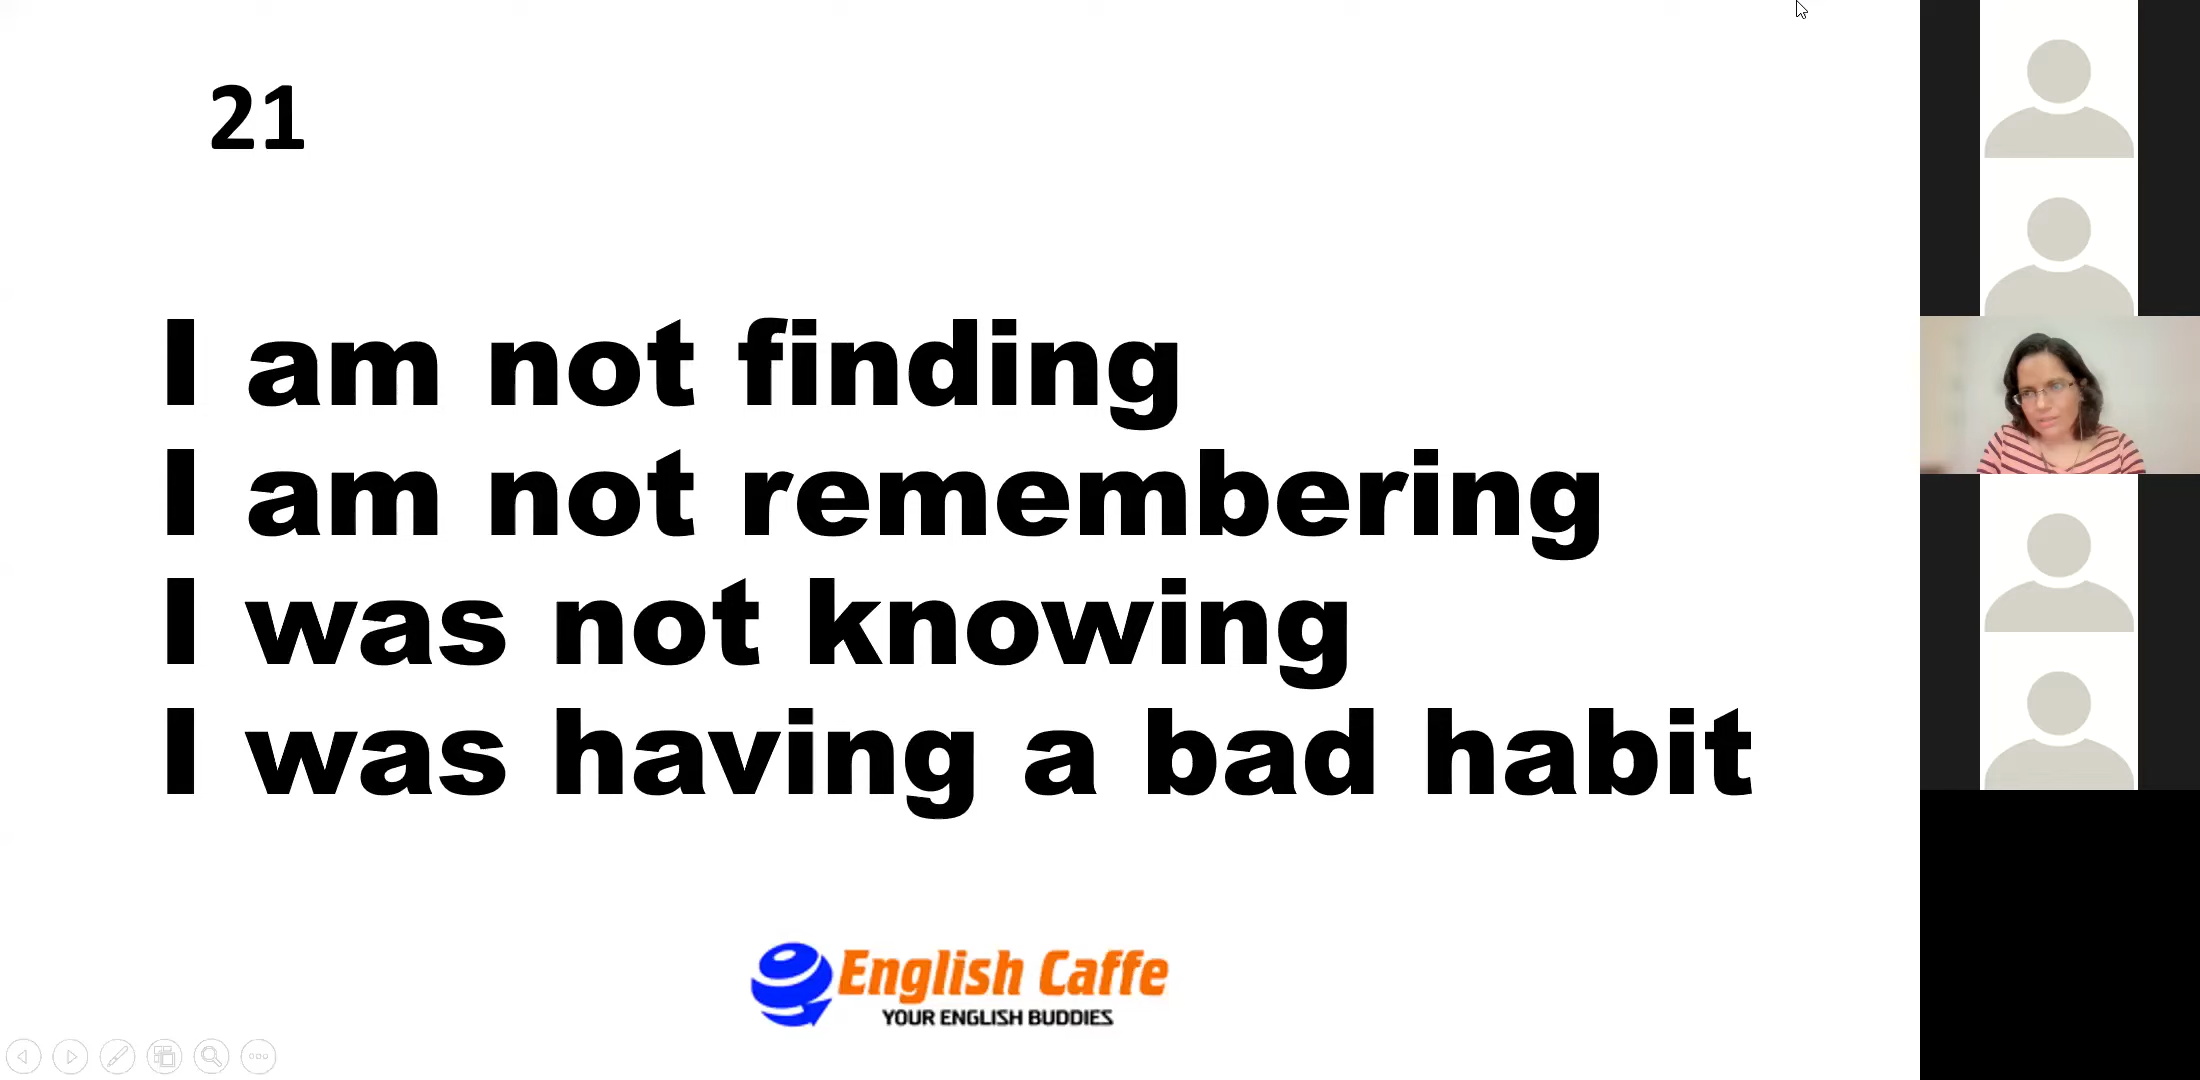 21
I am not finding
I am not remembering
I was not knowing
I was having a bad habit
English Caffe
YOUR ENGLISH BUDDIES